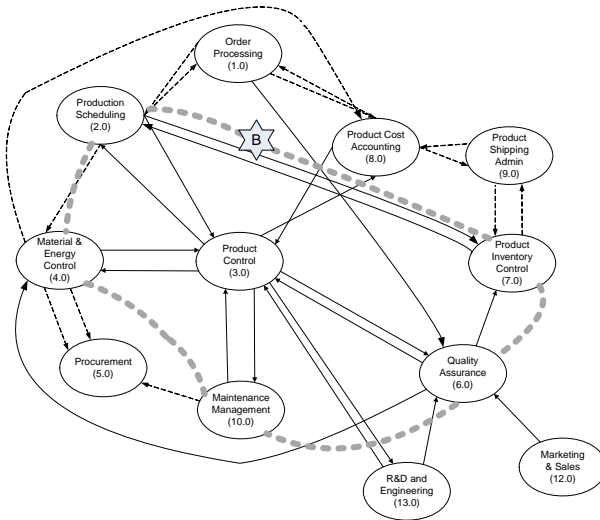 Order
Processing
(1.0)
Production
Scheduling
(2.0)
B
Product Cost
Accounting
(8.0)
Product
Shipping
Admin
(9.0)
Material &
Energy Control
(4.0)
Product
Control
(3.0)
Product
Inventory Control
(7.0)
Procurement
(5.0)
Maintenance
Management
(10.0)
Quality
Assurance
(6.0)
R&D and
Engineering
(13.0)
Marketing
& Sales
(12.0)